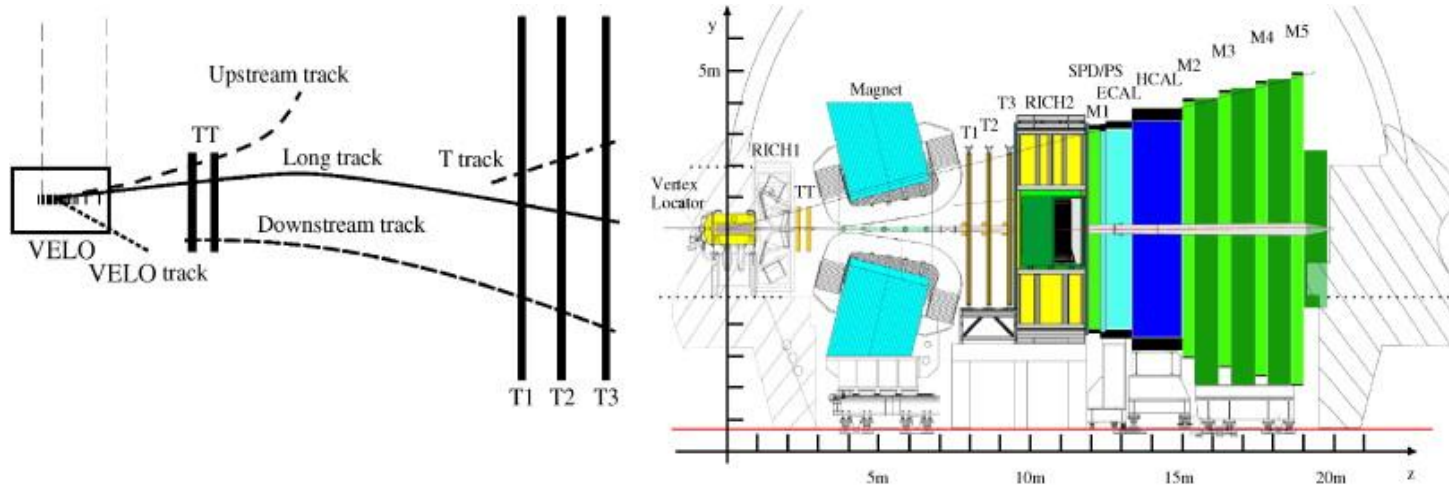 Upstream track
TT
Long track
T track
VELO
Downstream track
VELO track
T1 T2 T3
y
5m
Magnet
RICH1
Vertex
Locator
TT
T1
T2
T3
RICH2
M1
SPD/PS
ECAL
HCAL
M2
M3
M4
M5
5m 10m 15m 20m z